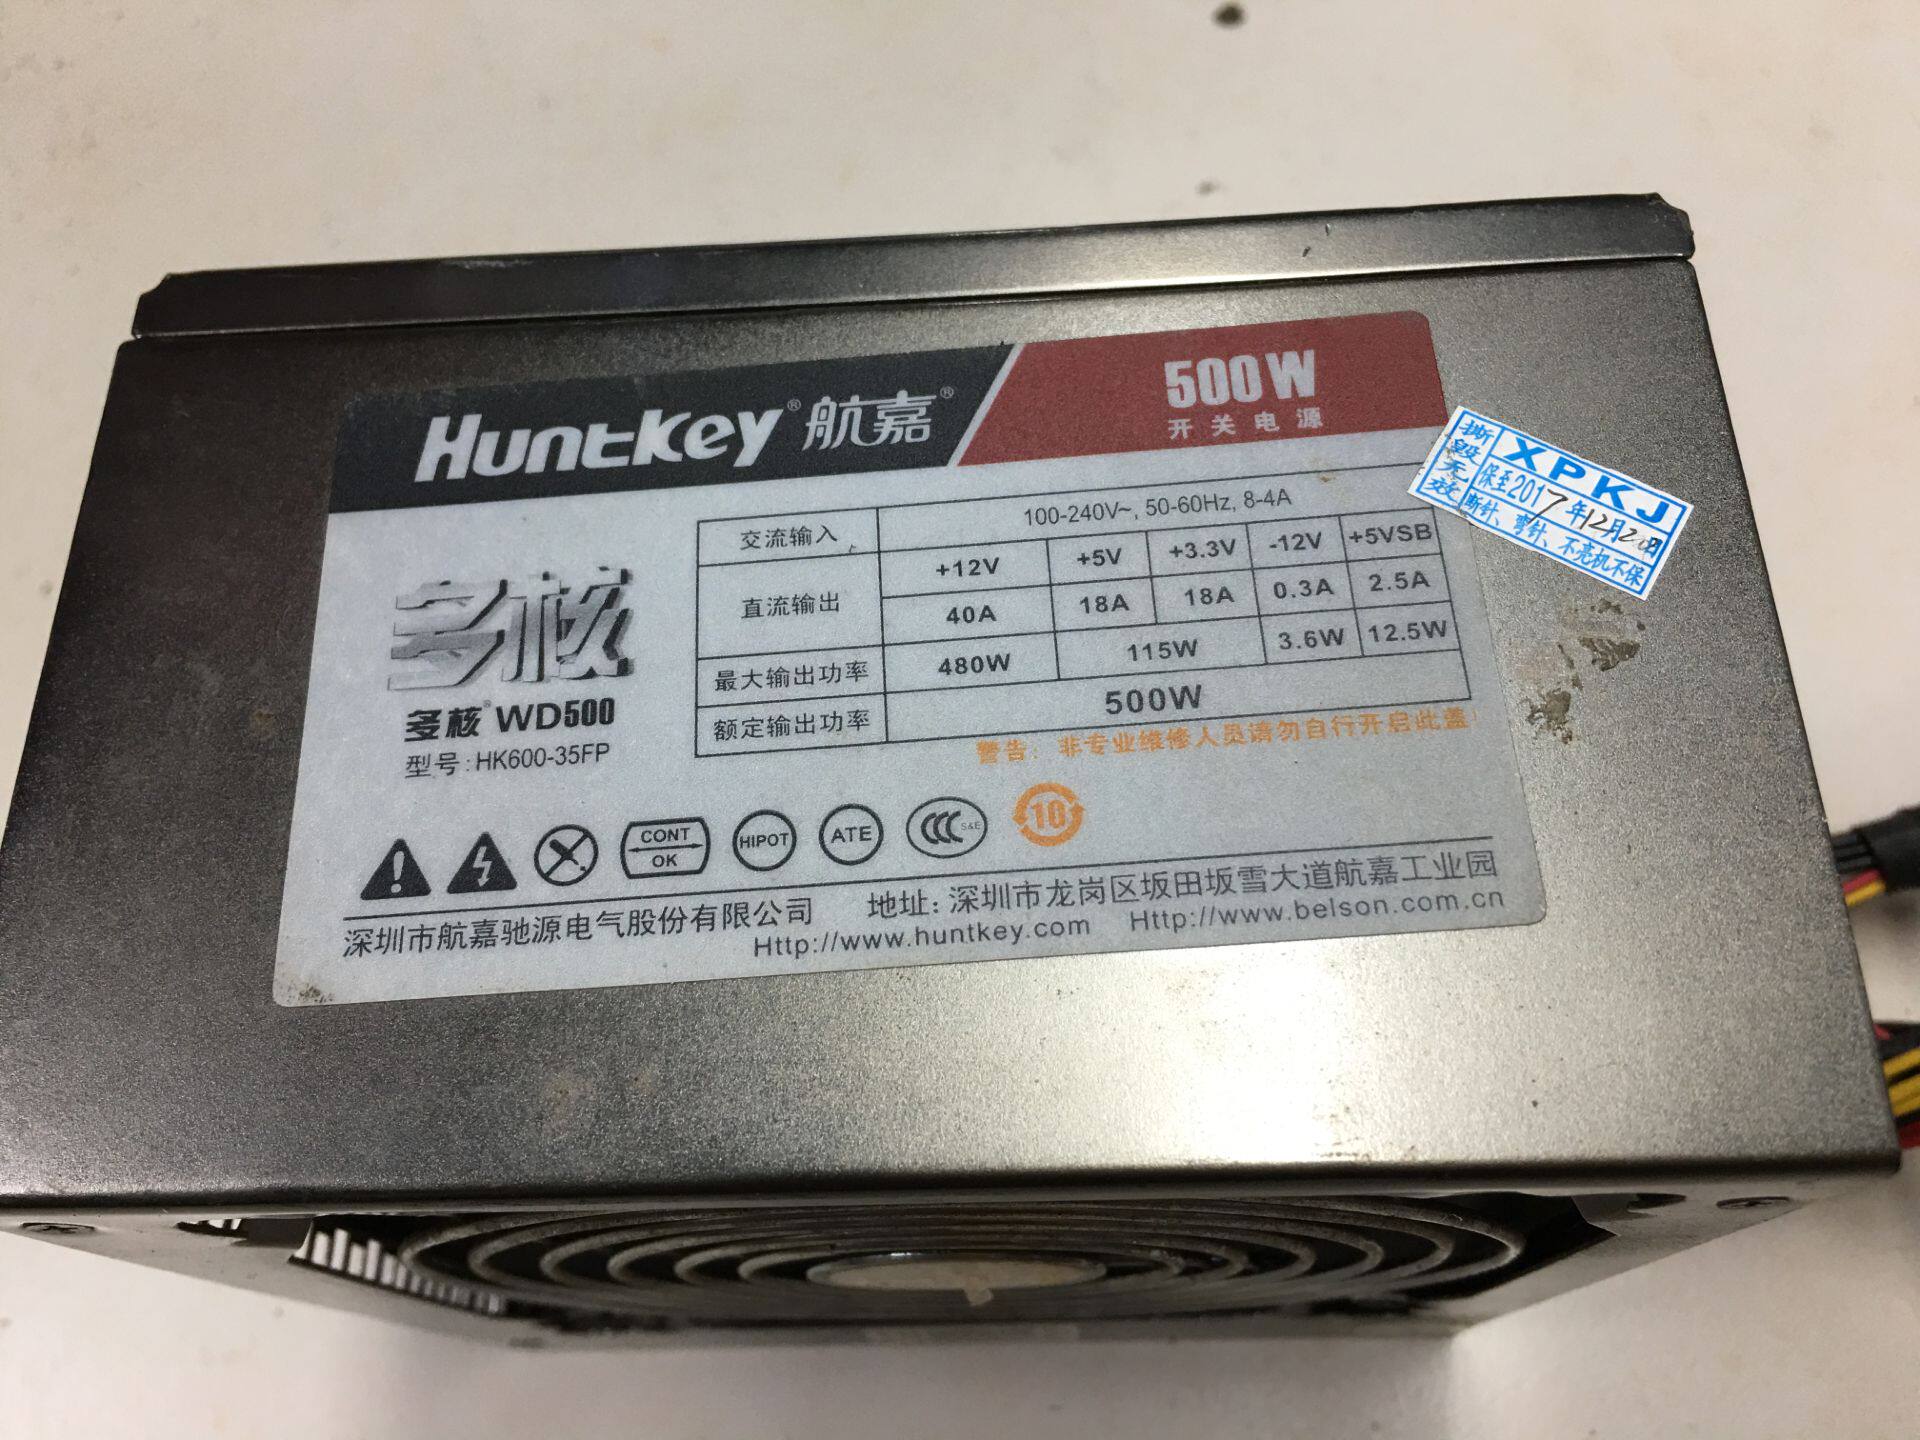 Huntkey® 航嘉®
500W
开关电源
撕毁无效
XPKJ
保至2017年12月20日
断针、弯针、不亮机不保
交流输入 100-240V~, 50-60Hz, 8-4A
直流输出 +12V +5V +3.3V -12V +5VSB
40A 18A 18A 0.3A 2.5A
最大输出功率 480W 115W 3.6W 12.5W
额定输出功率 500W
警告：非专业维修人员请勿自行开启此盖!
多核
多核® WD500
型号:HK600-35FP
CONT
OK
HIPOT
ATE
CCC S&E
10
深圳市航嘉驰源电气股份有限公司 地址：深圳市龙岗区坂田坂雪大道航嘉工业园
Http://www.huntkey.com Http://www.belson.com.cn